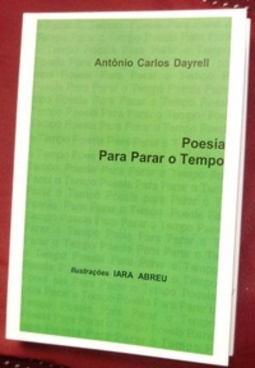 Antônio Carlos Dayrell
Poesia
Para Parar o Tempo
Ilustrações IARA ABREU